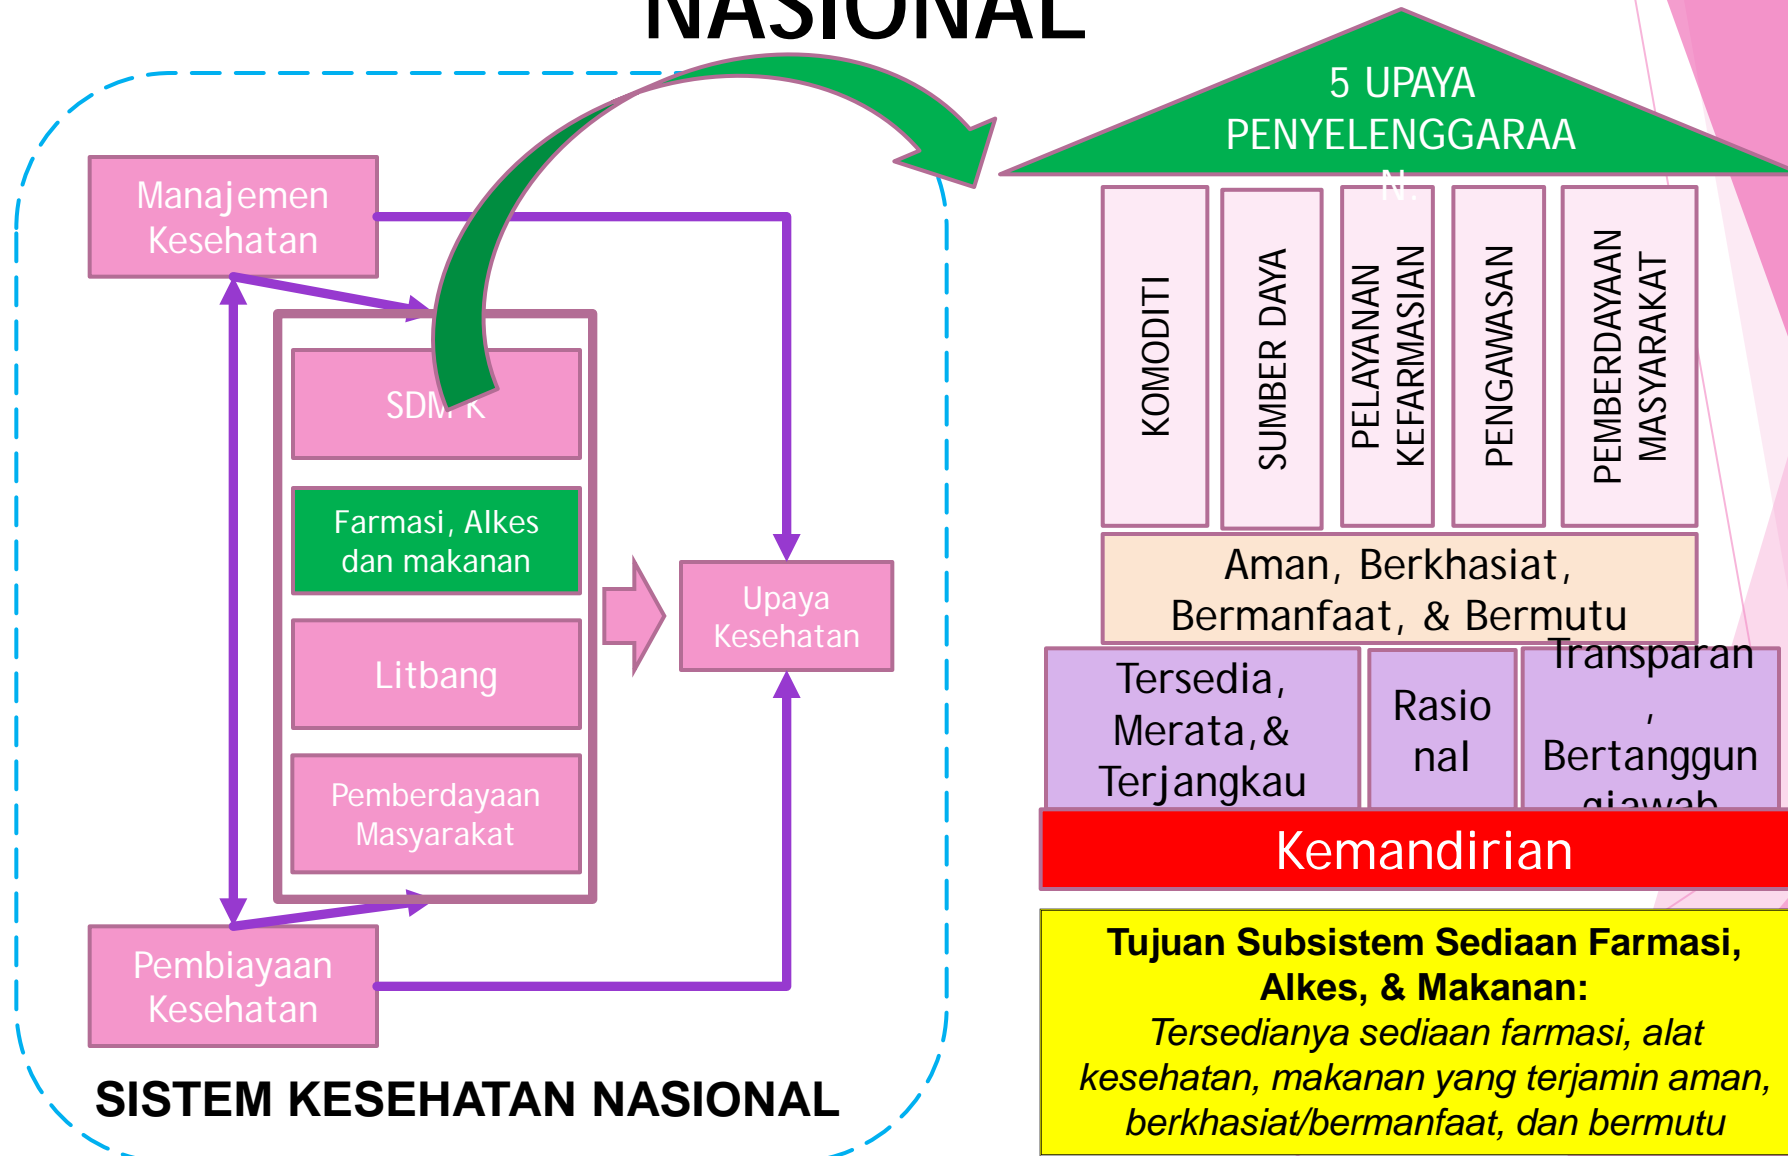 NASIONAL
Manajemen
Kesehatan
SDM K
Farmasi, Alkes
dan makanan
Litbang
Pemberdayaan
Masyarakat
Upaya
Kesehatan
Pembiayaan
Kesehatan
SISTEM KESEHATAN NASIONAL
5 UPAYA
PENYELENGGARAA
N.
KOMODITI
SUMBER DAYA
PELAYANAN
KEFARMASIAN
PENGAWASAN
PEMBERDAYAAN
MASYARAKAT
Aman, Berkhasiat,
Bermanfaat, & Bermutu
Tersedia,
Merata,&
Terjangkau
Rasio
nal
Transparan
,
Bertanggun
gjawab
Kemandirian
Tujuan Subsistem Sediaan Farmasi,
Alkes, & Makanan:
Tersedianya sediaan farmasi, alat
kesehatan, makanan yang terjamin aman,
berkhasiat/bermanfaat, dan bermutu